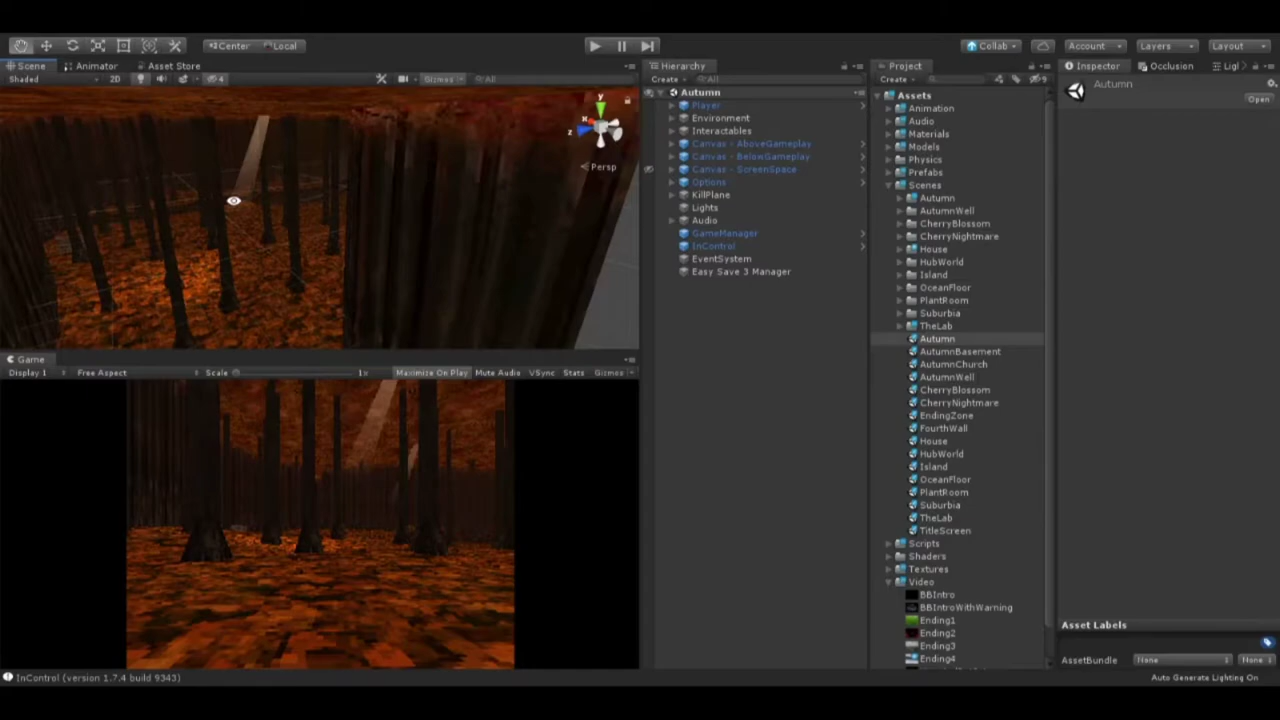 Center Local
Collab
Account
Layers
Layout
Scene
Animator
Asset Store
Shaded
2D
4
Gizmos
All
y
x
z
Persp
Game
Display 1
Free Aspect
Scale
1x
Maximize On Play
Mute Audio
VSync
Stats
Gizmos
Hierarchy
Create
All
Autumn
Player
Environment
Interactables
Canvas - AboveGameplay
Canvas - BelowGameplay
Canvas - ScreenSpace
Options
KillPlane
Lights
Audio
GameManager
InControl
EventSystem
Easy Save 3 Manager
Project
Create
9
Assets
Animation
Audio
Materials
Models
Physics
Prefabs
Scenes
Autumn
AutumnWell
CherryBlossom
CherryNightmare
House
HubWorld
Island
OceanFloor
PlantRoom
Suburbia
TheLab
Autumn
AutumnBasement
AutumnChurch
AutumnWell
CherryBlossom
CherryNightmare
EndingZone
FourthWall
House
HubWorld
Island
OceanFloor
PlantRoom
Suburbia
TheLab
TitleScreen
Scripts
Shaders
Textures
Video
BBIntro
BBIntroWithWarning
Ending1
Ending2
Ending3
Ending4
Inspector
Occlusion
Autumn
Open
Asset Labels
AssetBundle
None
None
InControl (version 1.7.4 build 9343)
Auto Generate Lighting On